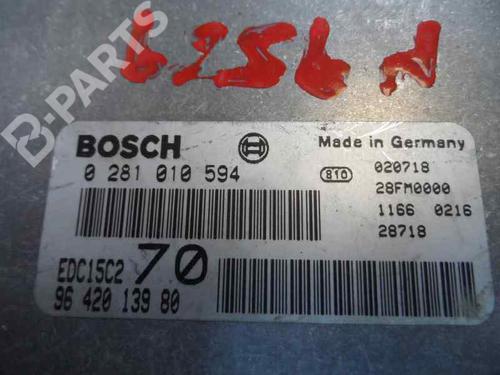 6256N
B-PARTS
BOSCH
Made in Germany
0 281 010 594
810
020718
28FM0000
1166 0216
28718
EDC15C2
70
96 420 139 80